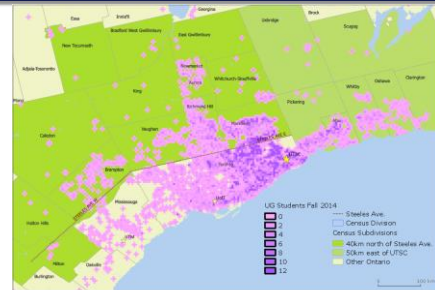 Georgina
Brock
Essa
Innisfil
Bradford West Gwillimbury
East Gwillimbury
Uxbridge
Scugog
New Tecumseth
Adjala-Tosorontio
Newmarket
Aurora
Whitchurch-Stouffville
King
Richmond Hill
Pickering
Whitby
Oshawa
Clarington
Caledon
Vaughan
Markham
Ajax
Brampton
Toronto
UTSC
Mississauga
UTM
Halton Hills
Milton
Oakville
Burlington
UG Students Fall 2014
0
2
4
6
8
10
12
Steeles Ave.
Census Division
Census Subdivisions
40km north of Steeles Ave.
50km east of UTSC
Other Ontario